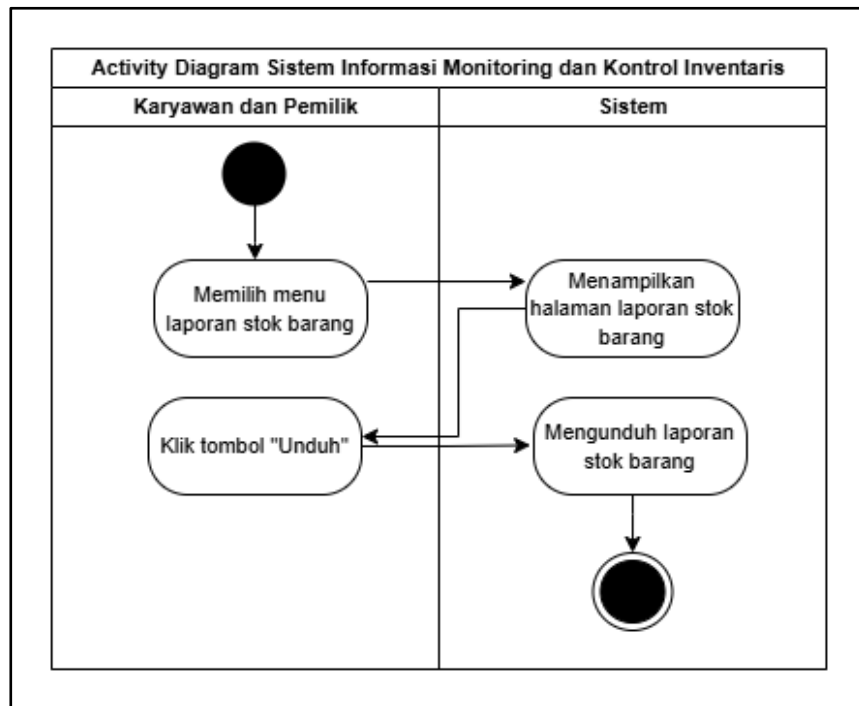 Activity Diagram Sistem Informasi Monitoring dan Kontrol Inventaris
Karyawan dan Pemilik
Sistem
Memilih menu
laporan stok barang
Menampilkan
halaman laporan stok
barang
Klik tombol "Unduh"
Mengunduh laporan
stok barang